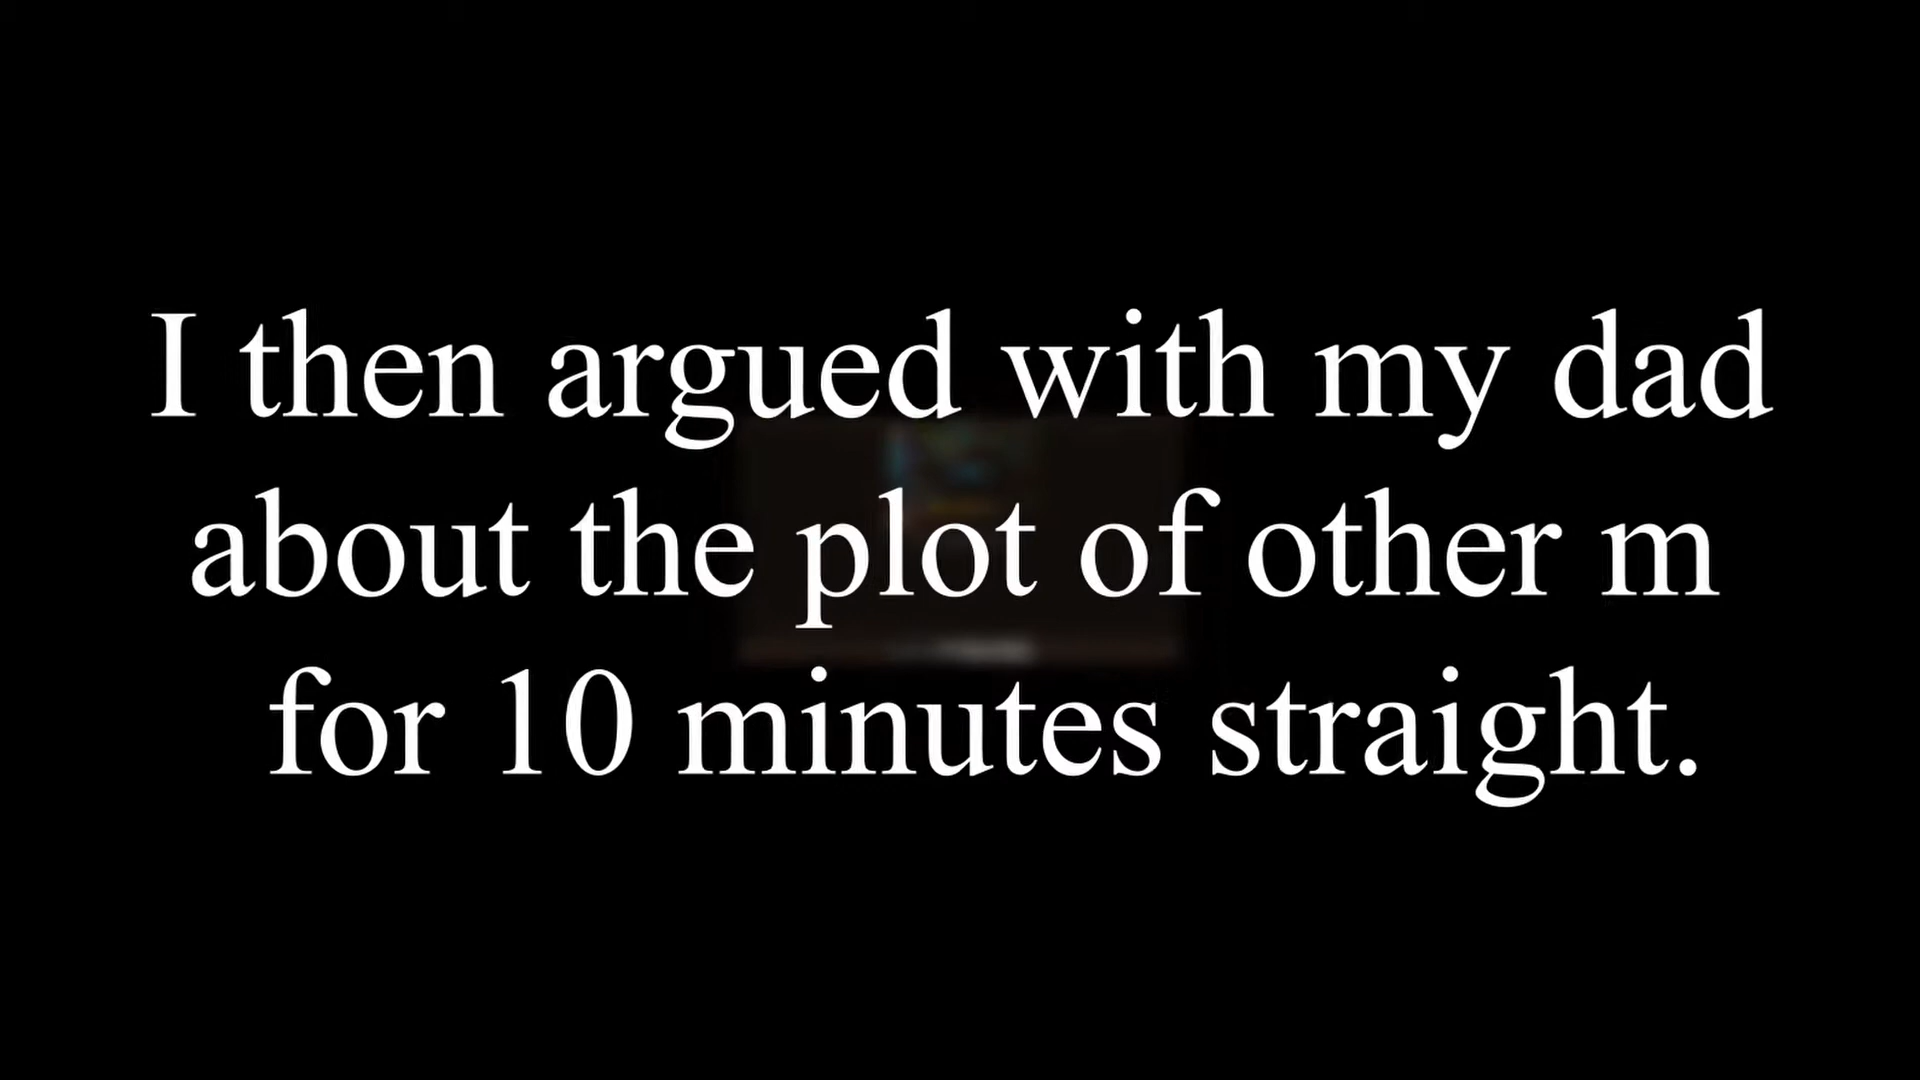 I then argued with my dad
about the plot of other m
for 10 minutes straight.